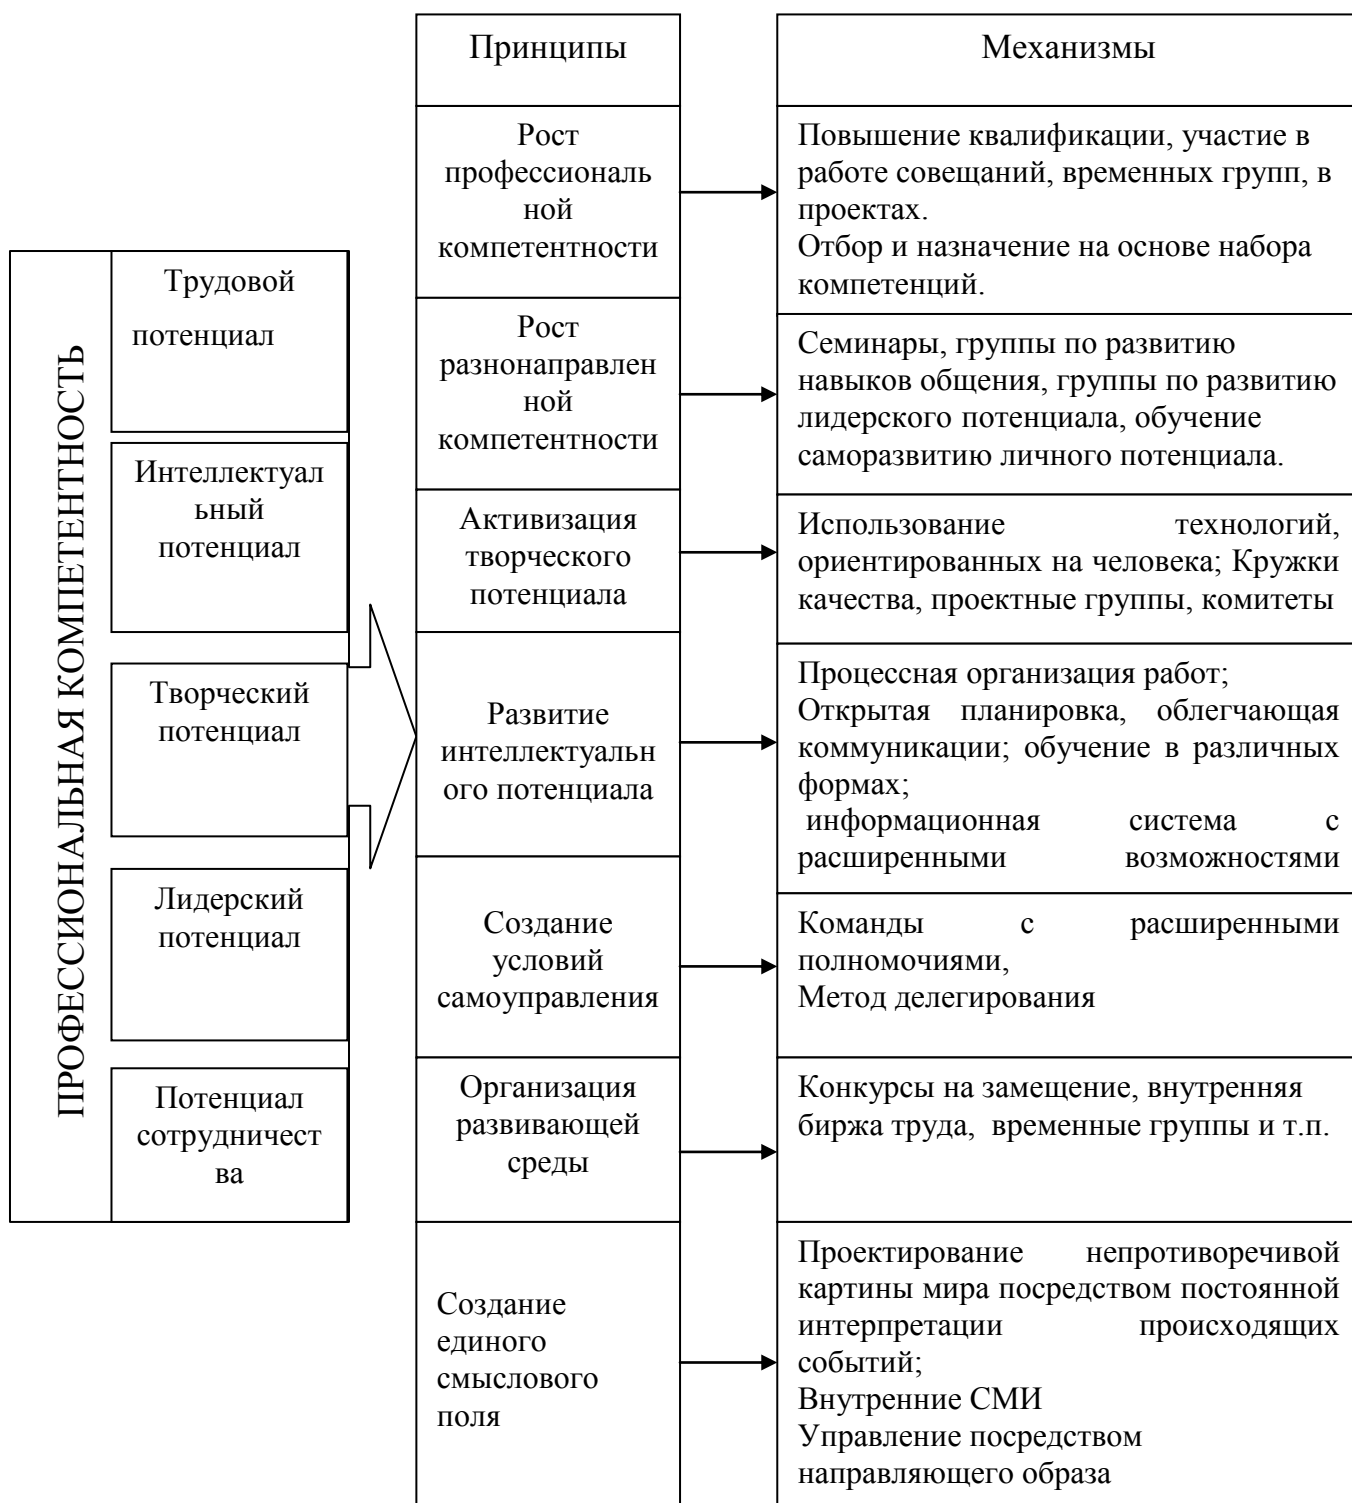 ПРОФЕССИОНАЛЬНАЯ КОМПЕТЕНТНОСТЬ
Трудовой
потенциал
Интеллектуал
ьный
потенциал
Творческий
потенциал
Лидерский
потенциал
Потенциал
сотрудничест
ва
Принципы
Механизмы
Рост
профессиональ
ной
компетентности
Повышение квалификации, участие в
работе совещаний, временных групп, в
проектах.
Отбор и назначение на основе набора
компетенций.
Рост
разнонаправлен
ной
компетентности
Семинары, группы по развитию
навыков общения, группы по развитию
лидерского потенциала, обучение
саморазвитию личного потенциала.
Активизация
творческого
потенциала
Использование технологий,
ориентированных на человека; Кружки
качества, проектные группы, комитеты
Развитие
интеллектуальн
ого потенциала
Процессная организация работ;
Открытая планировка, облегчающая
коммуникации; обучение в различных
формах;
информационная система с
расширенными возможностями
Создание
условий
самоуправления
Команды с расширенными
полномочиями,
Метод делегирования
Организация
развивающей
среды
Конкурсы на замещение, внутренняя
биржа труда, временные группы и т.п.
Создание
единого
смыслового
поля
Проектирование непротиворечивой
картины мира посредством постоянной
интерпретации происходящих
событий;
Внутренние СМИ
Управление посредством
направляющего образа